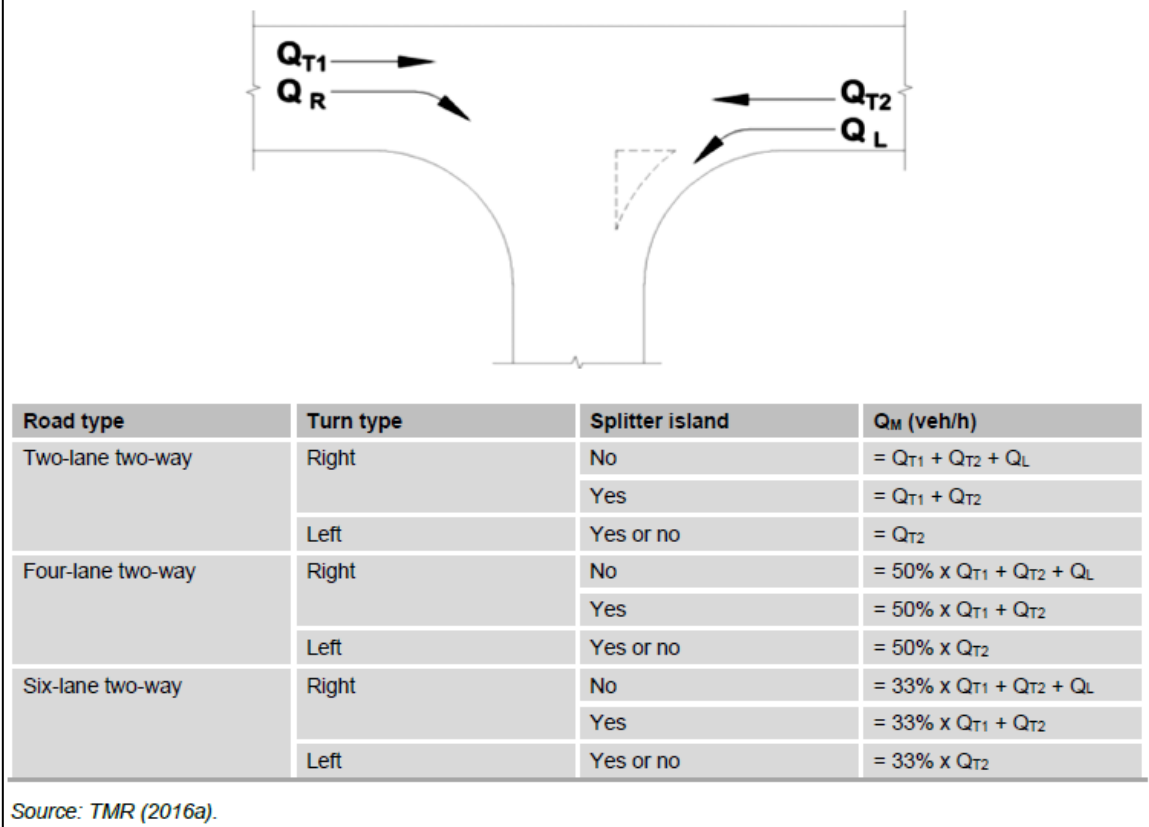 QT1
QR
QT2
QL
Road type Turn type Splitter island QM (veh/h)
Two-lane two-way Right No = QT1 + QT2 + QL
Yes = QT1 + QT2
Left Yes or no = QT2
Four-lane two-way Right No = 50% x QT1 + QT2 + QL
Yes = 50% x QT1 + QT2
Left Yes or no = 50% x QT2
Six-lane two-way Right No = 33% x QT1 + QT2 + QL
Yes = 33% x QT1 + QT2
Left Yes or no = 33% x QT2
Source: TMR (2016a).